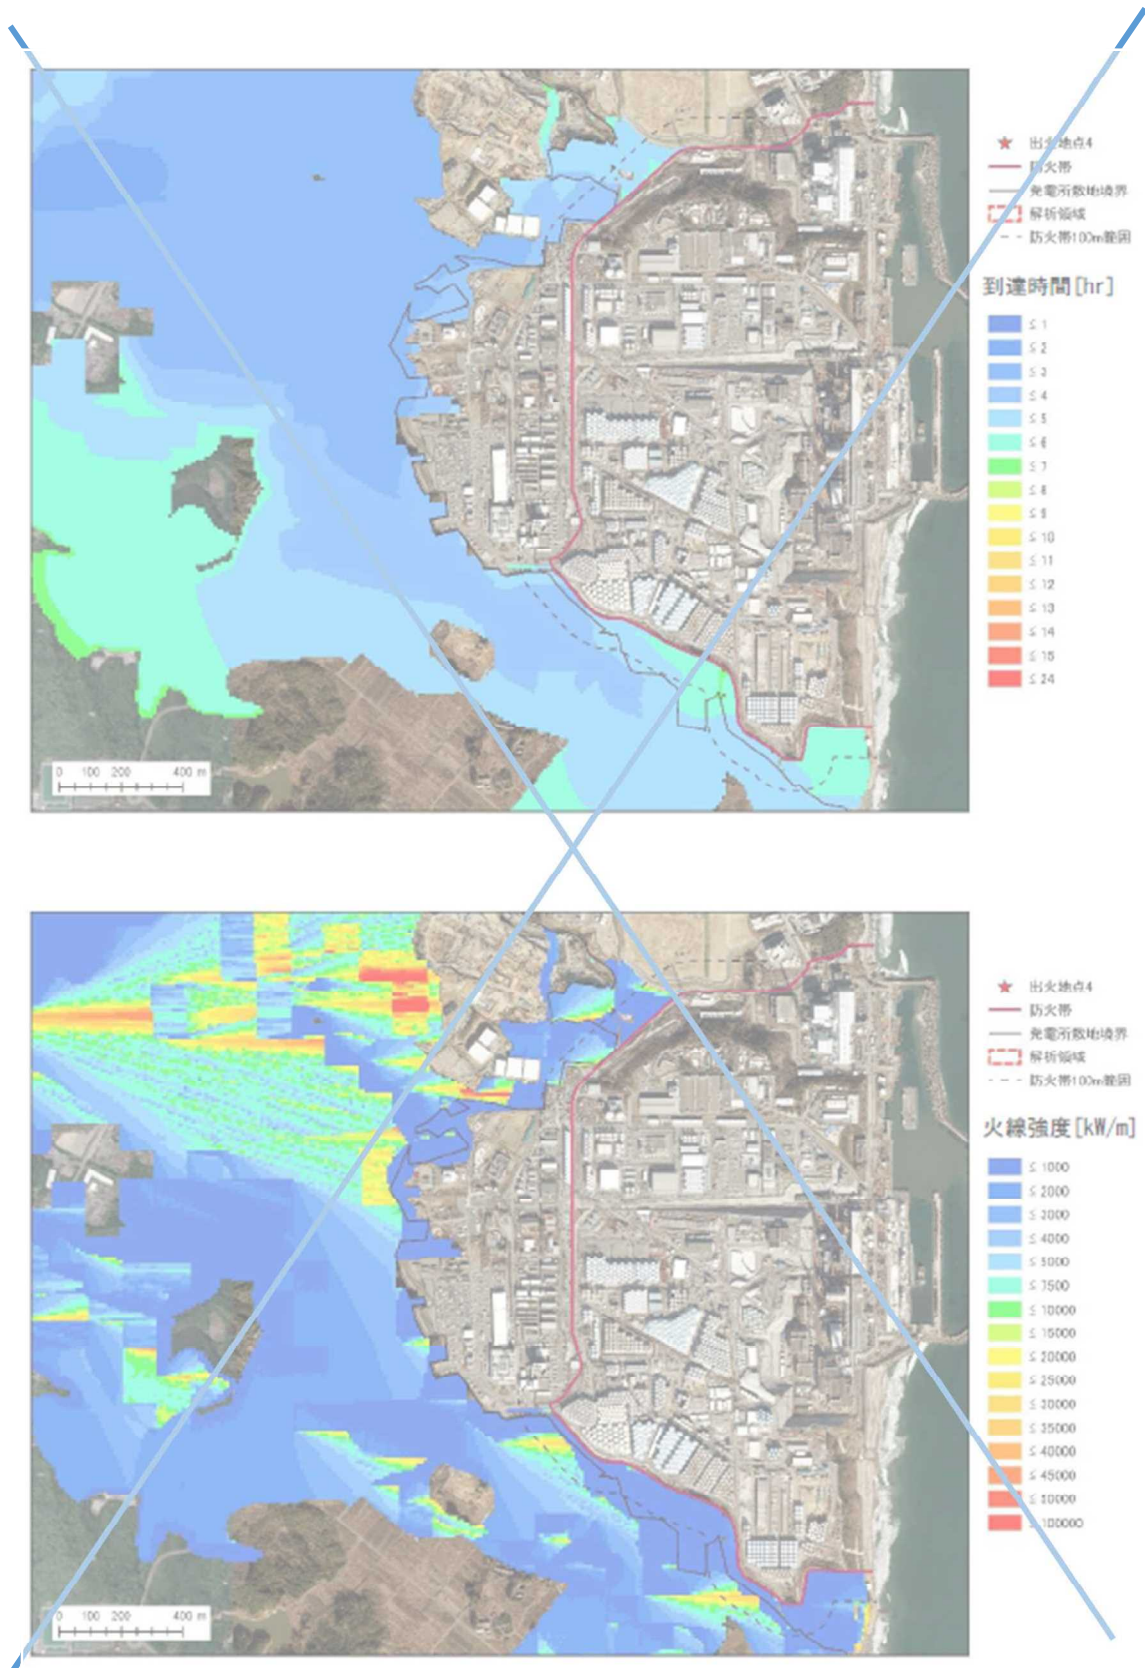 出火地点4
防火帯
発電所敷地境界
解析領域
防火帯100m範囲
到達時間[hr]
≤ 1
≤ 2
≤ 3
≤ 4
≤ 5
≤ 6
≤ 7
≤ 8
≤ 9
≤ 10
≤ 11
≤ 12
≤ 13
≤ 14
≤ 15
≤ 24
0 100 200 400 m
出火地点4
防火帯
発電所敷地境界
解析領域
防火帯100m範囲
火線強度[kW/m]
≤ 1000
≤ 2000
≤ 3000
≤ 4000
≤ 5000
≤ 7500
≤ 10000
≤ 15000
≤ 20000
≤ 25000
≤ 30000
≤ 35000
≤ 40000
≤ 45000
≤ 50000
≤ 100000
0 100 200 400 m